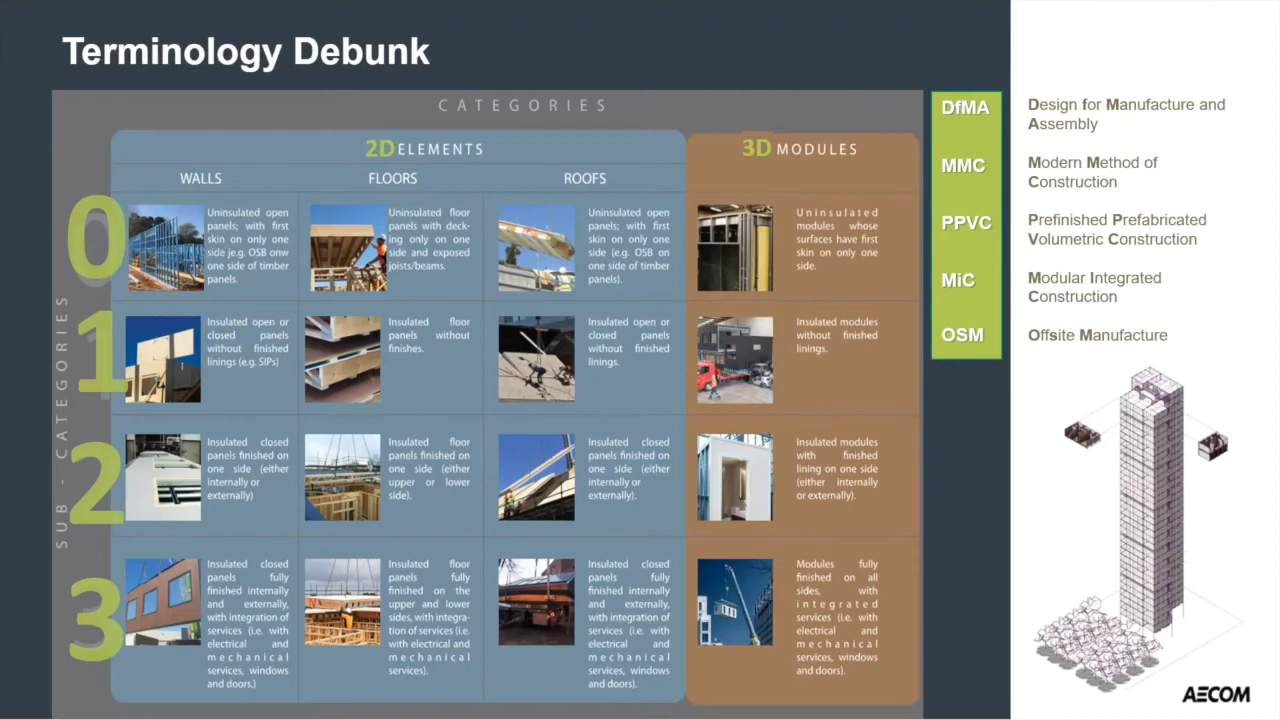 Terminology Debunk
CATEGORIES
2D ELEMENTS
3D MODULES
WALLS
FLOORS
ROOFS
SUB - CATEGORIES
0
Uninsulated open
panels; with first
skin on only one
side je.g. OSB onw
one side of timber
panels.
Uninsulated floor
panels with deck-
ing only on one
side and exposed
joists/beams.
Uninsulated open
panels; with first
skin on only one
side (e.g. OSB on
one side of timber
panels).
Uninsulated
modules whose
surfaces have first
skin on only one
side.
1
Insulated open or
closed panels
without finished
linings (e.g. SIPs)
Insulated floor
panels without
finishes.
Insulated open or
closed panels
without finished
linings.
Insulated modules
without finished
linings.
2
Insulated closed
panels finished on
one side (either
internally or
externally)
Insulated floor
panels finished on
one side (either
upper or lower
side).
Insulated closed
panels finished on
one side (either
internally or
externally).
Insulated modules
with finished
lining on one side
(either internally
or externally).
3
Insulated closed
panels fully
finished internally
and externally,
with integration of
services (i.e. with
electrical and
mechanical
services, windows
and doors.)
Insulated floor
panels fully
finished on the
upper and lower
sides, with integra-
tion of services (i.e.
with electrical and
mechanical
services).
Insulated closed
panels fully
finished internally
and externally,
with integration of
services (i.e. with
electrical and
mechanical
services, windows
and doors).
Modules fully
finished on all
sides, with
integrated
services (i.e. with
electrical and
mechanical
services, windows
and doors).
DfMA
Design for Manufacture and
Assembly
MMC
Modern Method of
Construction
PPVC
Prefinished Prefabricated
Volumetric Construction
MiC
Modular Integrated
Construction
OSM
Offsite Manufacture
AECOM